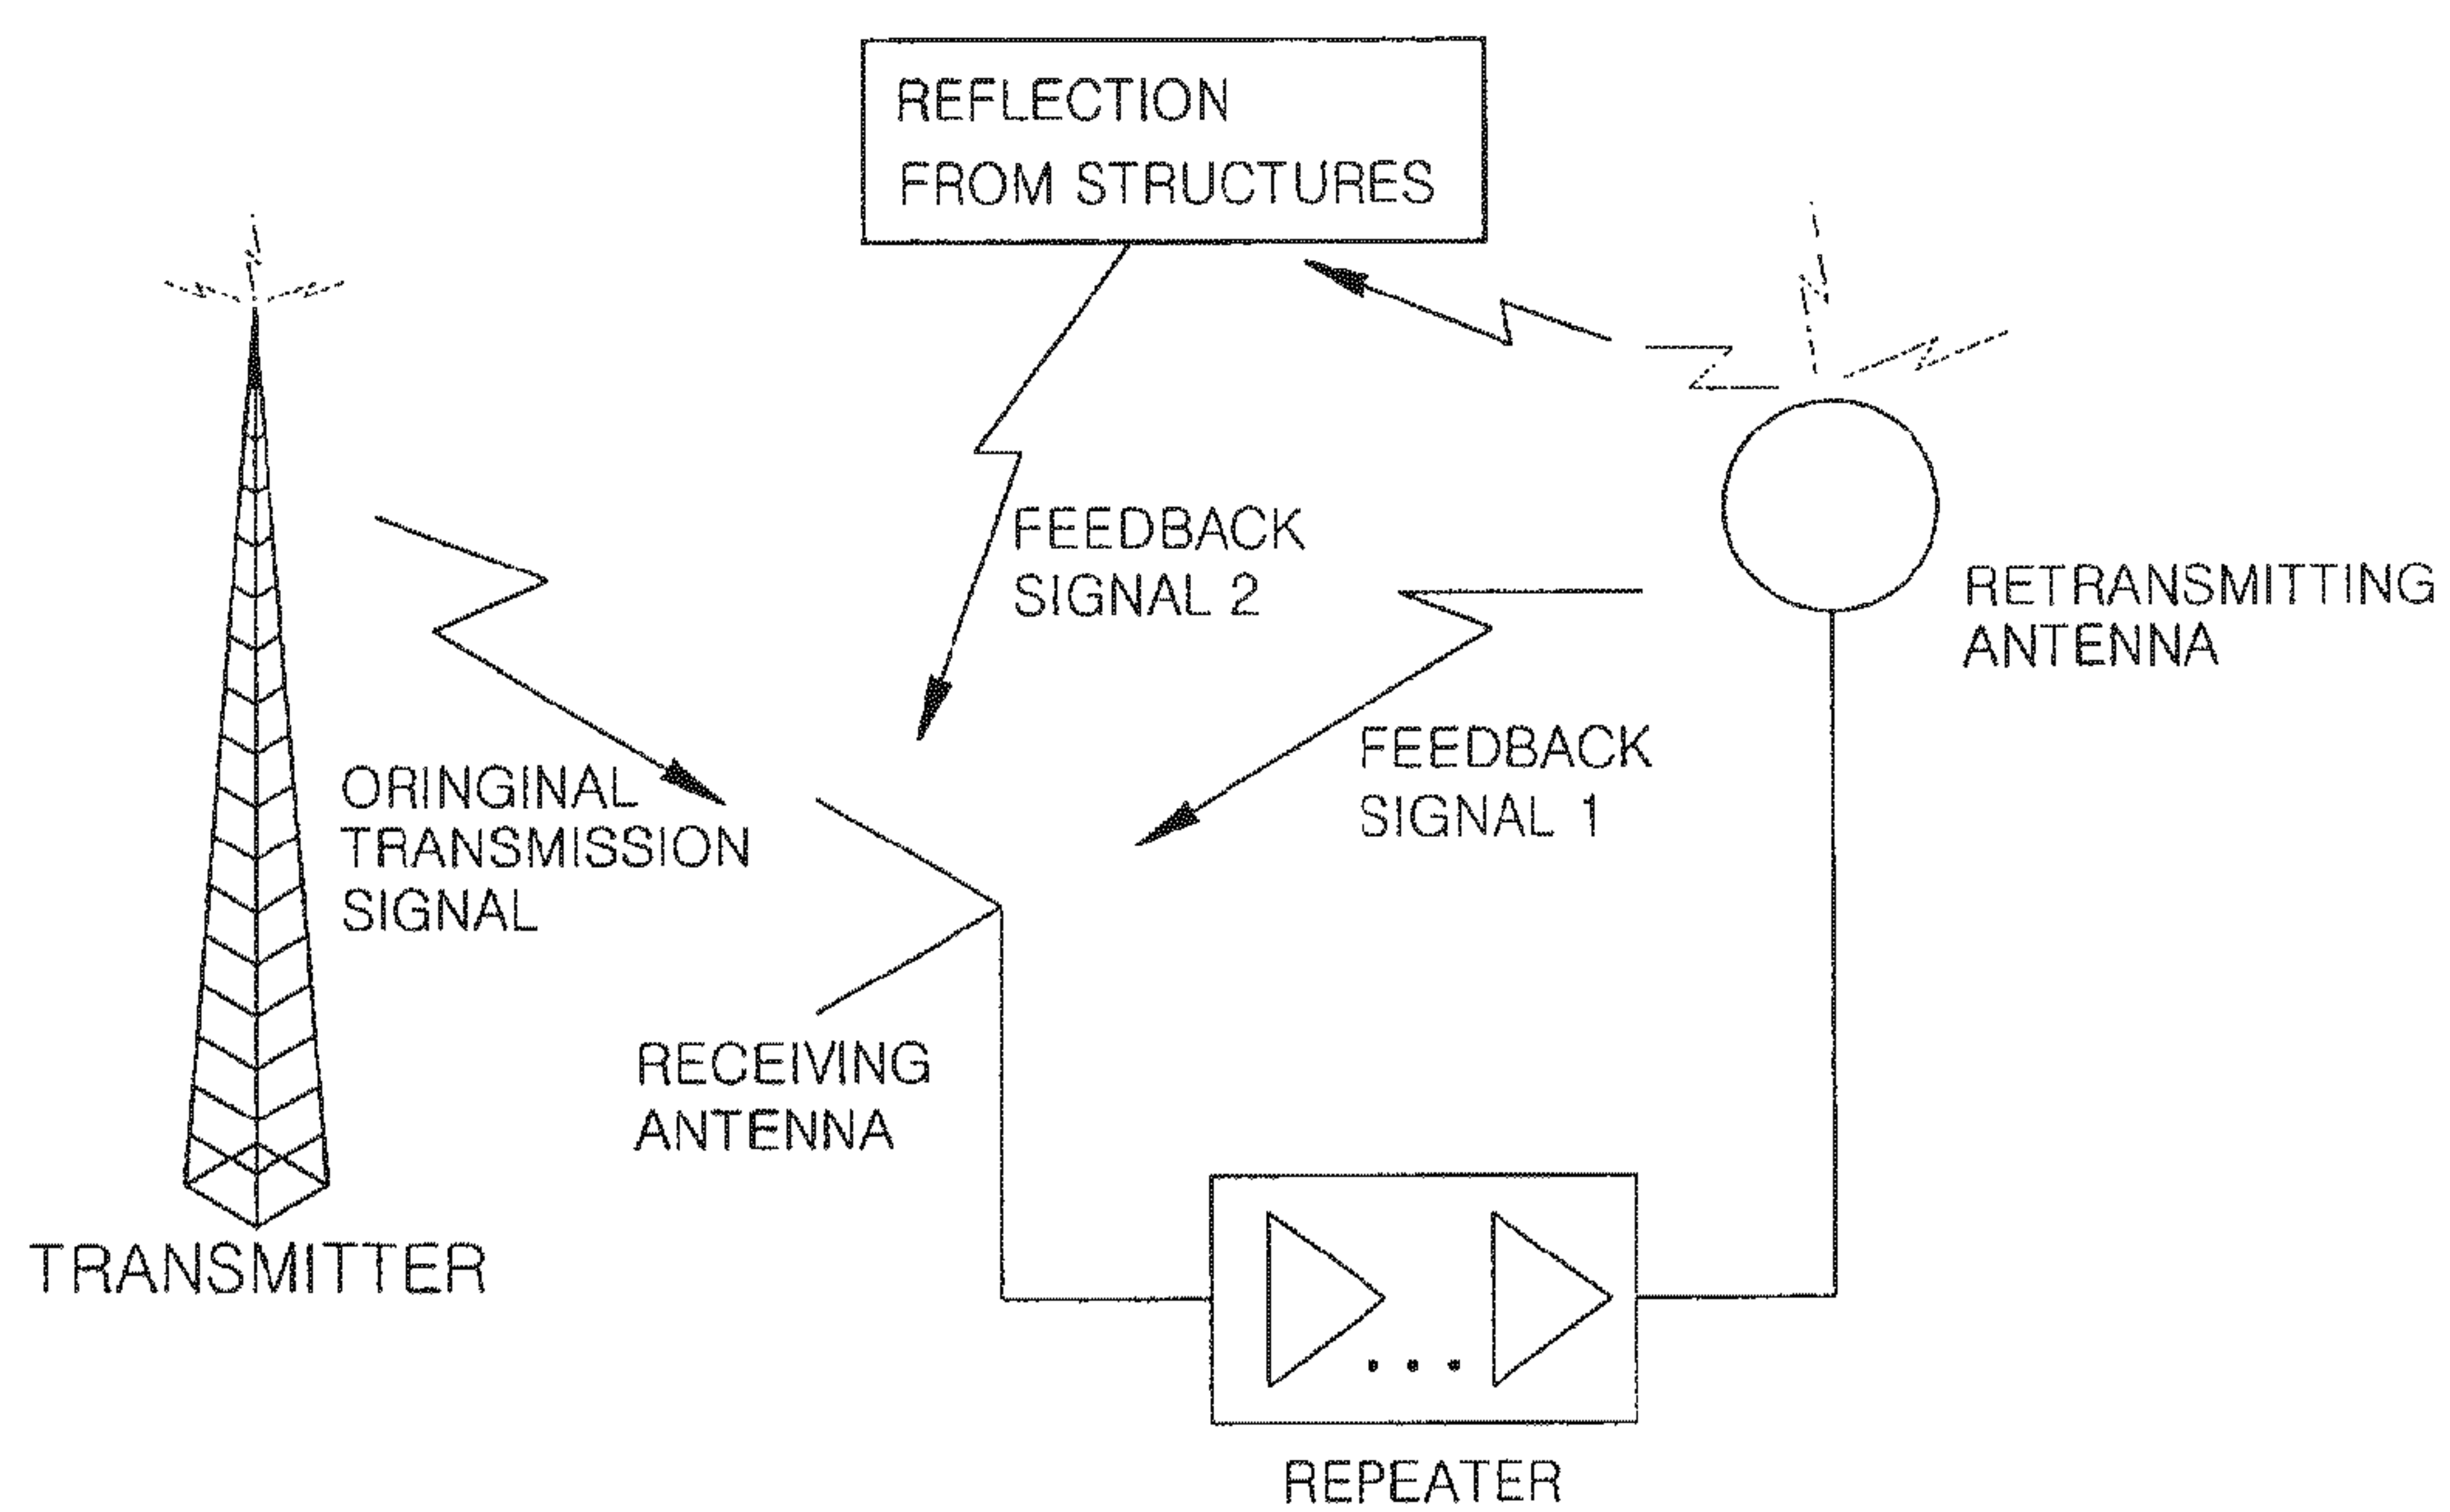 REFLECTION
FROM STRUCTURES
FEEDBACK
SIGNAL 2
RETRANSMITTING
ANTENNA
FEEDBACK
SIGNAL 1
ORINGINAL
TRANSMISSION
SIGNAL
RECEIVING
ANTENNA
TRANSMITTER
REPEATER